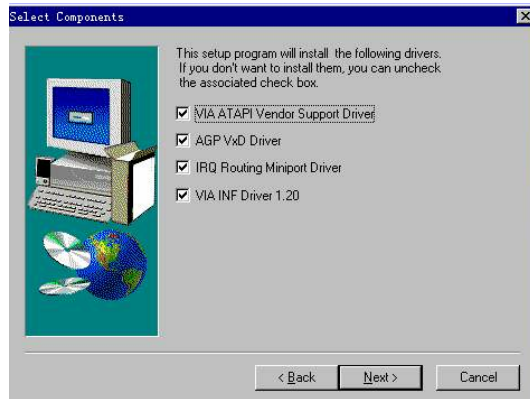 Select Components
This setup program will install the following drivers.
If you don't want to install them, you can uncheck
the associated check box.
VIA ATAPI Vendor Support Driver
AGP VxD Driver
IRQ Routing Miniport Driver
VIA INF Driver 1.20
< Back Next > Cancel